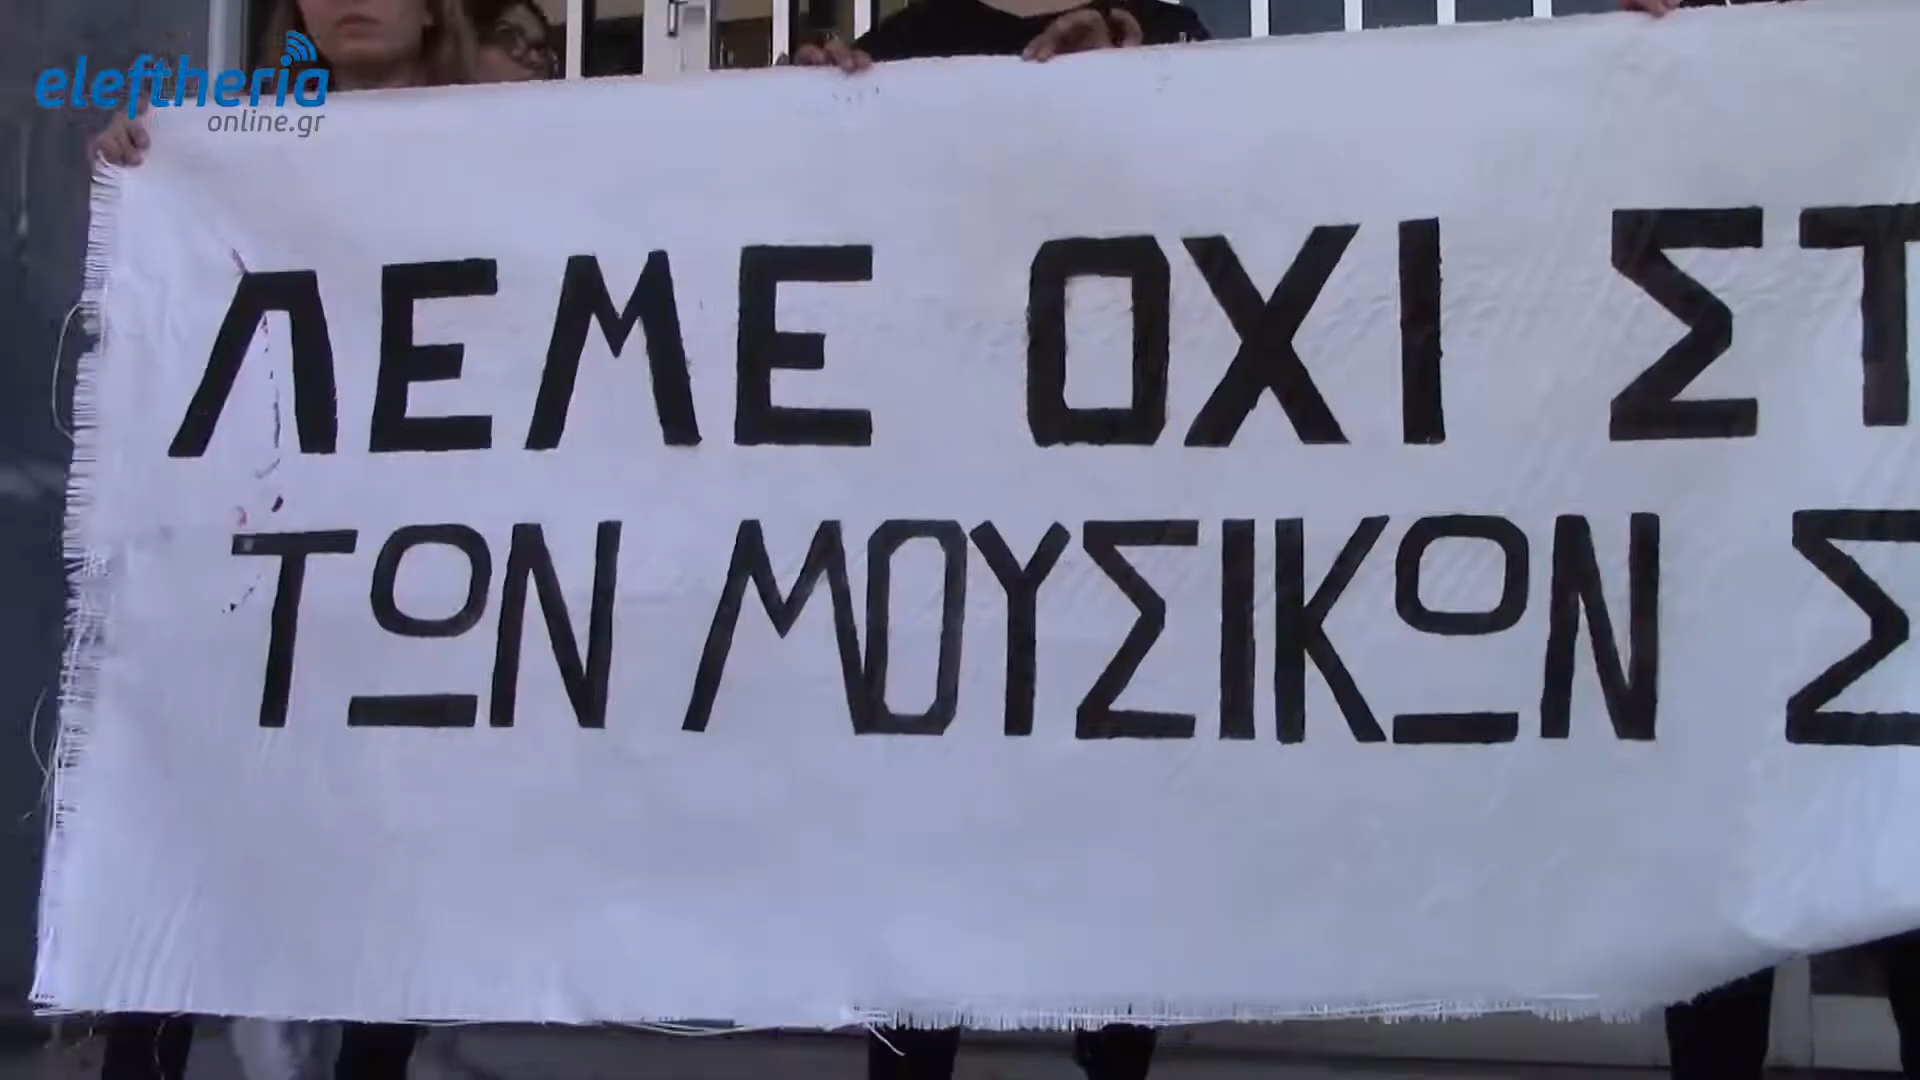 eleftheria
online.gr
ΛΕΜΕ ΟΧΙ ΣΤ
ΤΩΝ ΜΟΥΣΙΚΩΝ Σ